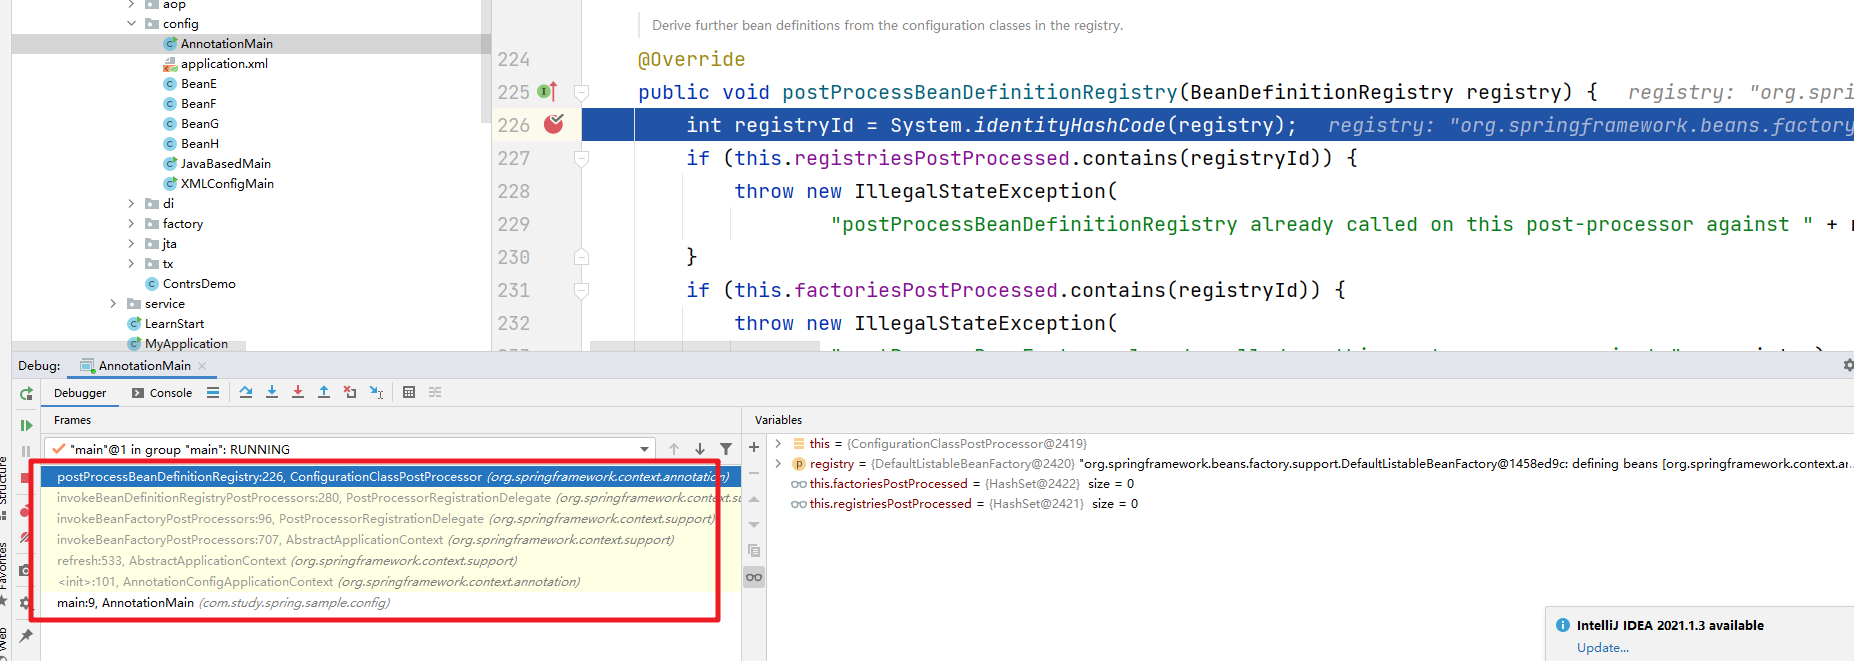 aop
config
AnnotationMain
application.xml
BeanE
BeanF
BeanG
BeanH
JavaBasedMain
XMLConfigMain
di
factory
jta
tx
ContrsDemo
service
LearnStart
MyApplication
Derive further bean definitions from the configuration classes in the registry.
224 @Override
225 public void postProcessBeanDefinitionRegistry(BeanDefinitionRegistry registry) { registry: "org.spri
226 int registryId = System.identityHashCode(registry); registry: "org.springframework.beans.factory
227 if (this.registriesPostProcessed.contains(registryId)) {
228 throw new IllegalStateException(
229 "postProcessBeanDefinitionRegistry already called on this post-processor against " + r
230 }
231 if (this.factoriesPostProcessed.contains(registryId)) {
232 throw new IllegalStateException(
Debug: AnnotationMain
Debugger Console
Frames
"main"@1 in group "main": RUNNING
postProcessBeanDefinitionRegistry:226, ConfigurationClassPostProcessor (org.springframework.context.annotation)
invokeBeanDefinitionRegistryPostProcessors:280, PostProcessorRegistrationDelegate (org.springframework.context.su
invokeBeanFactoryPostProcessors:96, PostProcessorRegistrationDelegate (org.springframework.context.support)
invokeBeanFactoryPostProcessors:707, AbstractApplicationContext (org.springframework.context.support)
refresh:533, AbstractApplicationContext (org.springframework.context.support)
<init>:101, AnnotationConfigApplicationContext (org.springframework.context.annotation)
main:9, AnnotationMain (com.study.spring.sample.config)
Variables
this = {ConfigurationClassPostProcessor@2419}
registry = {DefaultListableBeanFactory@2420} "org.springframework.beans.factory.support.DefaultListableBeanFactory@1458ed9c: defining beans [org.springframework.context.an...
this.factoriesPostProcessed = {HashSet@2422} size = 0
this.registriesPostProcessed = {HashSet@2421} size = 0
Structure
Favorites
Web
IntelliJ IDEA 2021.1.3 available
Update...